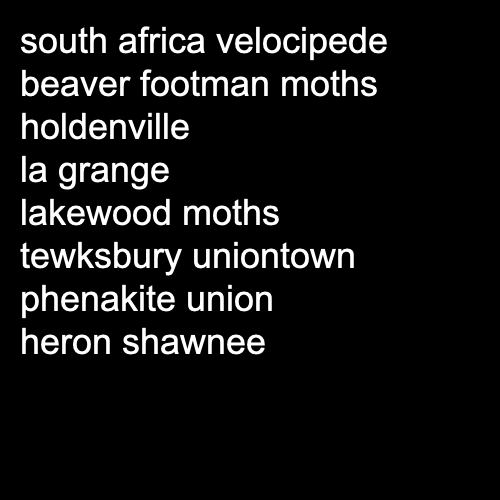 south africa velocipede
beaver footman moths
holdenville
la grange
lakewood moths
tewksbury uniontown
phenakite union
heron shawnee